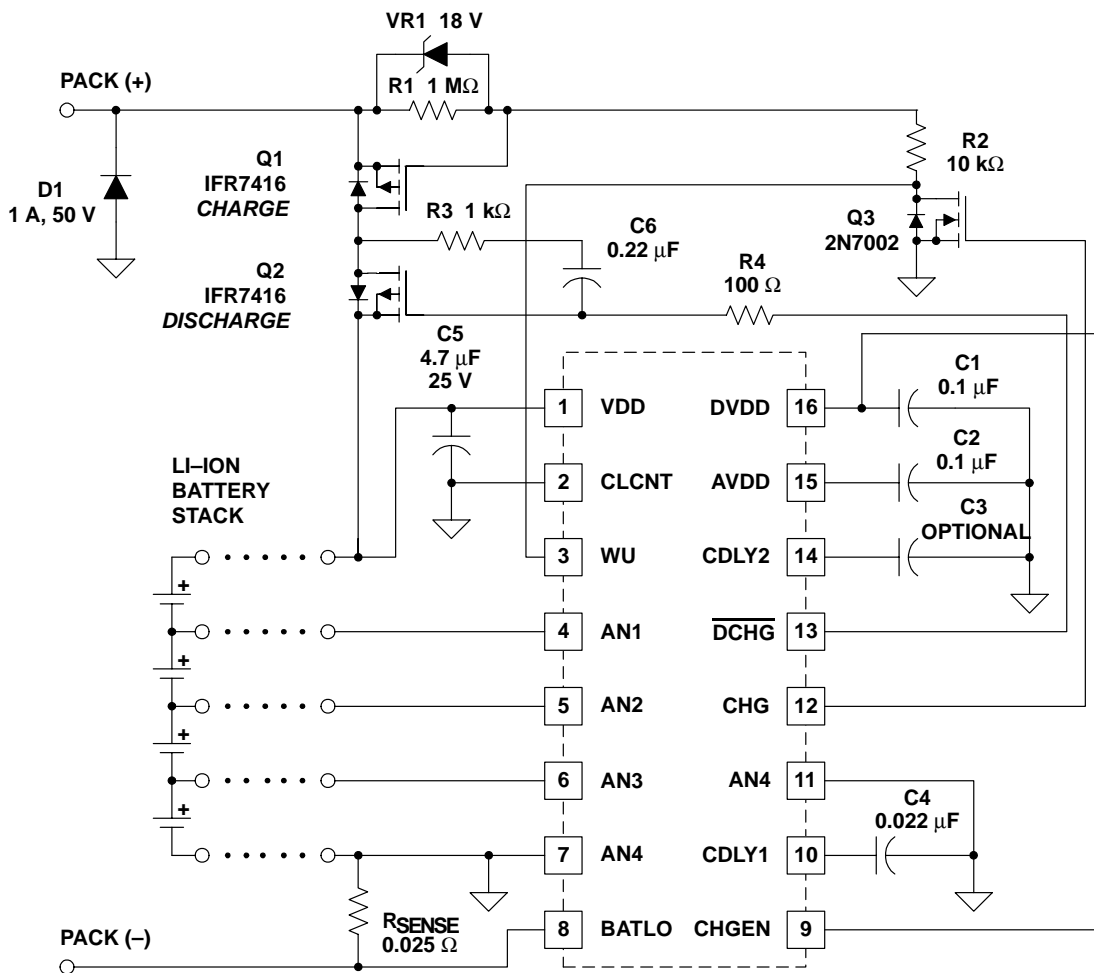 VR1 18 V
PACK (+)
R1 1 MΩ
Q1
IFR7416
CHARGE
R2
10 kΩ
D1
1 A, 50 V
R3 1 kΩ
C6
0.22 μF
Q3
2N7002
Q2
IFR7416
DISCHARGE
R4
100 Ω
C5
4.7 μF
25 V
C1
0.1 μF
1 VDD DVDD 16
LI–ION
BATTERY
STACK
C2
0.1 μF
2 CLCNT AVDD 15
C3
OPTIONAL
3 WU CDLY2 14
+
4 AN1 DCHG 13
+
5 AN2 CHG 12
+
6 AN3 AN4 11
+
C4
0.022 μF
7 AN4 CDLY1 10
RSENSE
0.025 Ω
8 BATLO CHGEN 9
PACK (–)